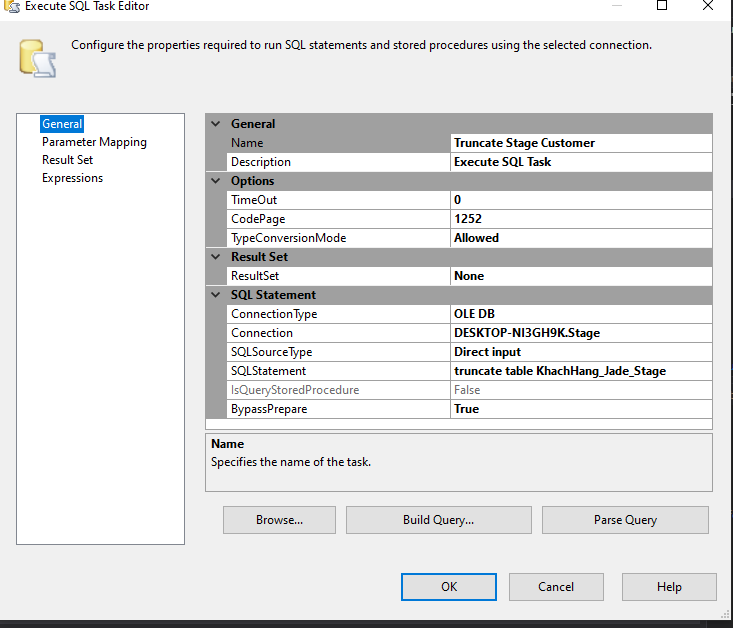 Execute SQL Task Editor
Configure the properties required to run SQL statements and stored procedures using the selected connection.
General
Parameter Mapping
Result Set
Expressions
General
Name Truncate Stage Customer
Description Execute SQL Task
Options
TimeOut 0
CodePage 1252
TypeConversionMode Allowed
Result Set
ResultSet None
SQL Statement
ConnectionType OLE DB
Connection DESKTOP-NI3GH9K.Stage
SQLSourceType Direct input
SQLStatement truncate table KhachHang_Jade_Stage
IsQueryStoredProcedure False
BypassPrepare True
Name
Specifies the name of the task.
Browse... Build Query... Parse Query
OK Cancel Help